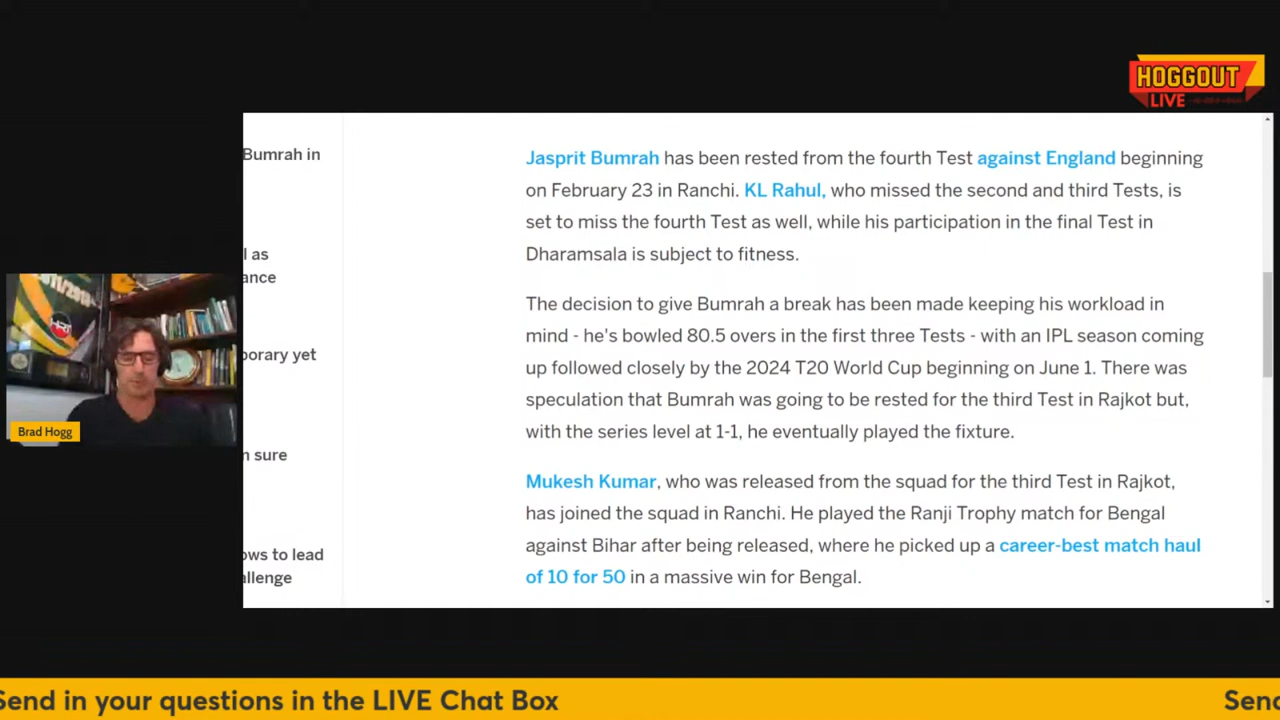 HOGGOUT
LIVE
Bumrah in
l as
ance
porary yet
n sure
ows to lead
allenge
Jasprit Bumrah has been rested from the fourth Test against England beginning
on February 23 in Ranchi. KL Rahul, who missed the second and third Tests, is
set to miss the fourth Test as well, while his participation in the final Test in
Dharamsala is subject to fitness.
The decision to give Bumrah a break has been made keeping his workload in
mind - he's bowled 80.5 overs in the first three Tests - with an IPL season coming
up followed closely by the 2024 T20 World Cup beginning on June 1. There was
speculation that Bumrah was going to be rested for the third Test in Rajkot but,
with the series level at 1-1, he eventually played the fixture.
Mukesh Kumar, who was released from the squad for the third Test in Rajkot,
has joined the squad in Ranchi. He played the Ranji Trophy match for Bengal
against Bihar after being released, where he picked up a career-best match haul
of 10 for 50 in a massive win for Bengal.
Brad Hogg
Send in your questions in the LIVE Chat Box
Send